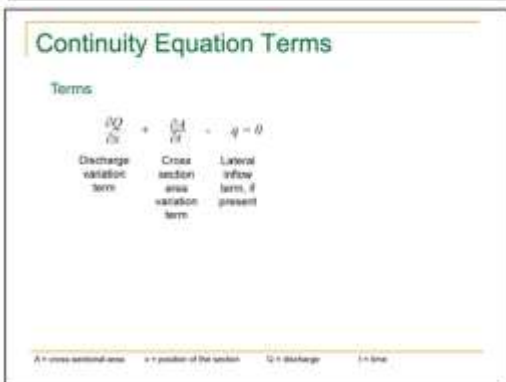 Continuity Equation Terms
Terms
∂Q/∂x + ∂A/∂t - q = 0
Discharge variation term
Cross section area variation term
Lateral inflow term, if present
A = cross-sectional area x = position of the section Q = discharge t = time